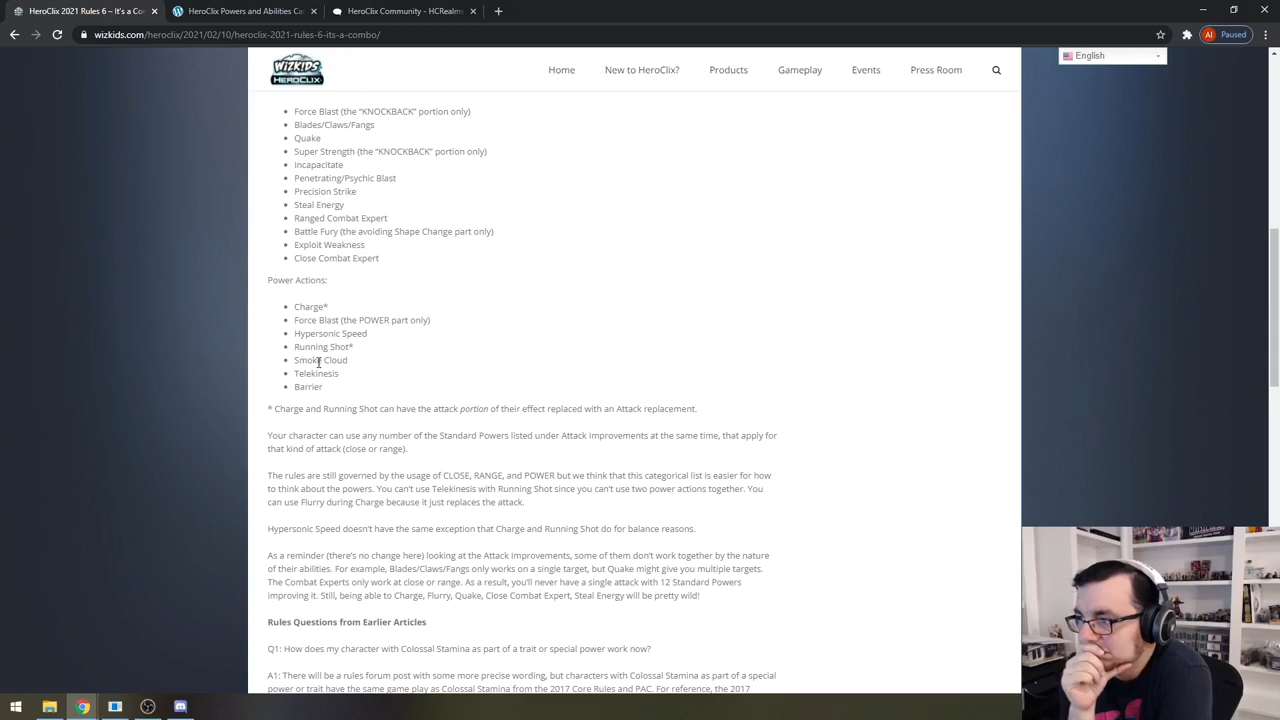 HeroClix 2021 Rules 6 - It's a Com
HeroClix Powers and Abilities Ca
HeroClix Community - HCRealms
wizkids.com/heroclix/2021/02/10/heroclix-2021-rules-6-its-a-combo/
AI Paused
WIZKIDS HEROCLIX
Home New to HeroClix? Products Gameplay Events Press Room
English
• Force Blast (the “KNOCKBACK” portion only)
• Blades/Claws/Fangs
• Quake
• Super Strength (the “KNOCKBACK” portion only)
• Incapacitate
• Penetrating/Psychic Blast
• Precision Strike
• Steal Energy
• Ranged Combat Expert
• Battle Fury (the avoiding Shape Change part only)
• Exploit Weakness
• Close Combat Expert
Power Actions:
• Charge*
• Force Blast (the POWER part only)
• Hypersonic Speed
• Running Shot*
• Smoke Cloud
• Telekinesis
• Barrier
* Charge and Running Shot can have the attack portion of their effect replaced with an Attack replacement.
Your character can use any number of the Standard Powers listed under Attack Improvements at the same time, that apply for
that kind of attack (close or range).
The rules are still governed by the usage of CLOSE, RANGE, and POWER but we think that this categorical list is easier for how
to think about the powers. You can’t use Telekinesis with Running Shot since you can’t use two power actions together. You
can use Flurry during Charge because it just replaces the attack.
Hypersonic Speed doesn’t have the same exception that Charge and Running Shot do for balance reasons.
As a reminder (there’s no change here) looking at the Attack Improvements, some of them don’t work together by the nature
of their abilities. For example, Blades/Claws/Fangs only works on a single target, but Quake might give you multiple targets.
The Combat Experts only work at close or range. As a result, you’ll never have a single attack with 12 Standard Powers
improving it. Still, being able to Charge, Flurry, Quake, Close Combat Expert, Steal Energy will be pretty wild!
Rules Questions from Earlier Articles
Q1: How does my character with Colossal Stamina as part of a trait or special power work now?
A1: There will be a rules forum post with some more precise wording, but characters with Colossal Stamina as part of a special
power or trait have the same game play as Colossal Stamina from the 2017 Core Rules and PAC. For reference, the 2017